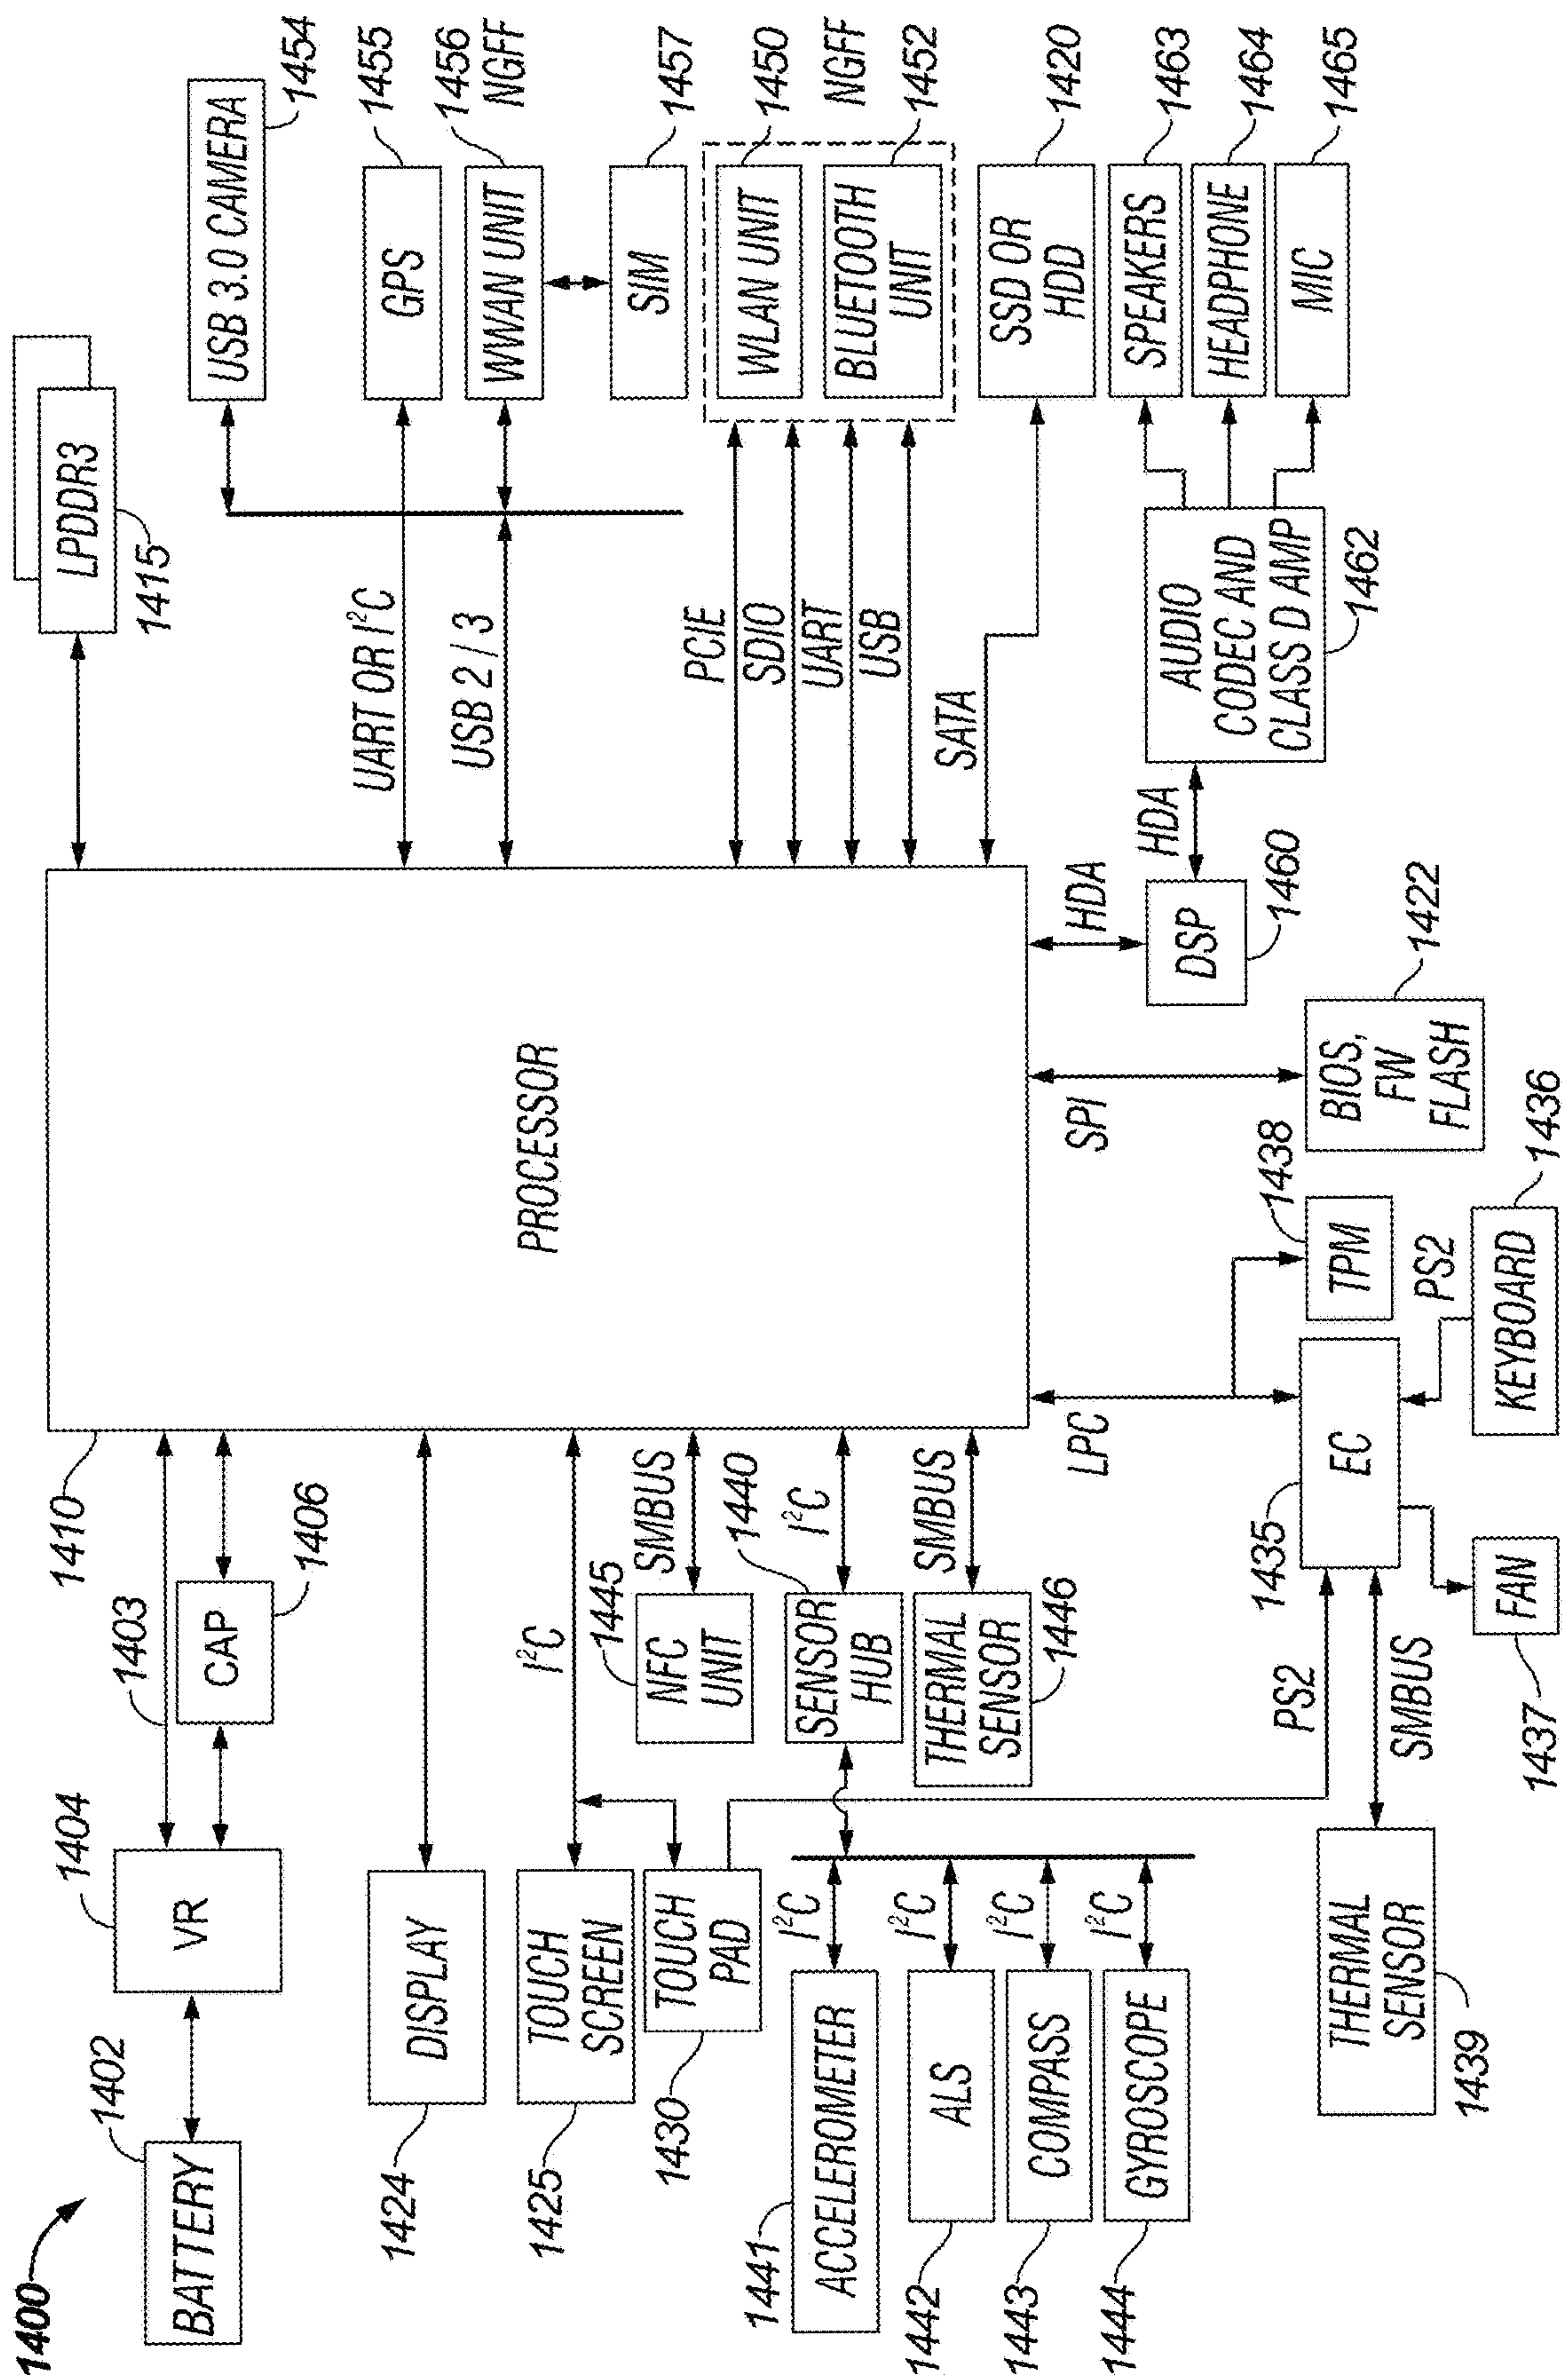 1400
BATTERY
1402
VR
1404
1403
CAP
1406
1410
PROCESSOR
LPDDR3
1415
USB 3.0 CAMERA
1454
DISPLAY
1424
UART OR I²C
GPS
1455
USB 2 / 3
WWAN UNIT
1456
NGFF
SIM
1457
TOUCH
SCREEN
1425
I²C
TOUCH
PAD
1430
NFC
UNIT
1445
SMBUS
SENSOR
HUB
1440
I²C
THERMAL
SENSOR
1446
SMBUS
PCIE
SDIO
UART
USB
WLAN UNIT
1450
BLUETOOTH
UNIT
NGFF
1452
SATA
SSD OR
HDD
1420
ACCELEROMETER
1441
I²C
ALS
1442
I²C
COMPASS
1443
I²C
GYROSCOPE
1444
I²C
LPC
SPI
HDA
DSP
1460
HDA
AUDIO
CODEC AND
CLASS D AMP
1462
SPEAKERS
1463
HEADPHONE
1464
MIC
1465
PS2
EC
1435
TPM
1438
BIOS,
FW
FLASH
1422
THERMAL
SENSOR
1439
SMBUS
PS2
FAN
1437
KEYBOARD
1436